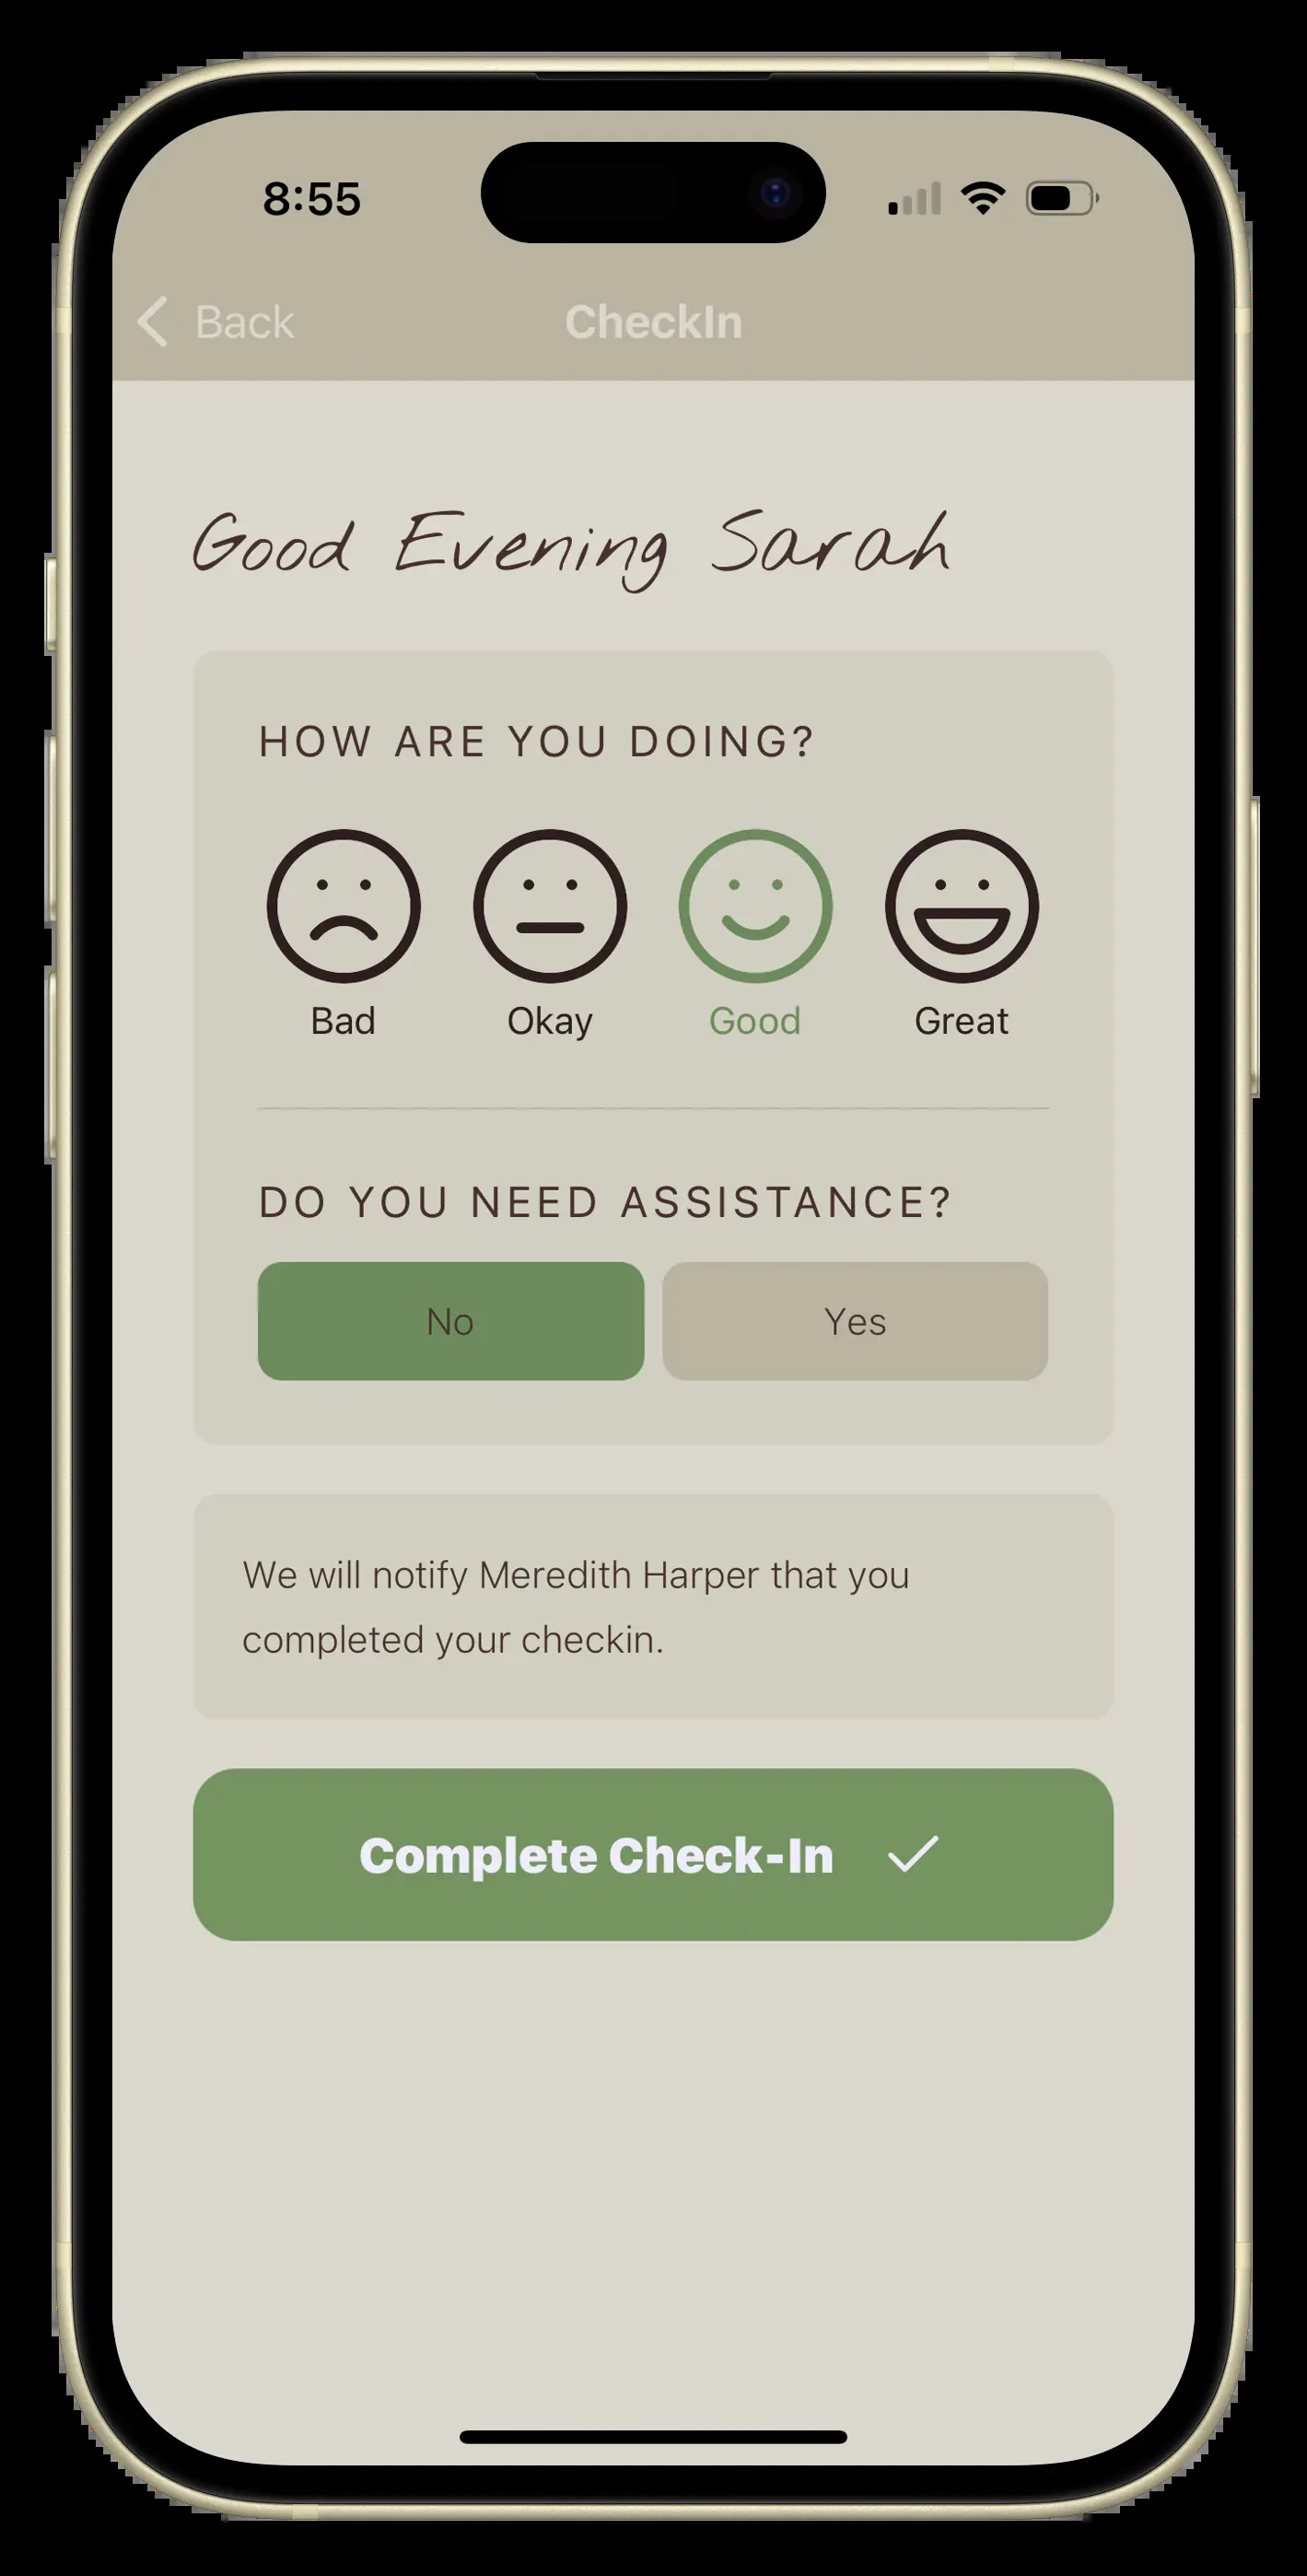 8:55
Back CheckIn
Good Evening Sarah
HOW ARE YOU DOING?
Bad Okay Good Great
DO YOU NEED ASSISTANCE?
No Yes
We will notify Meredith Harper that you
completed your checkin.
Complete Check-In